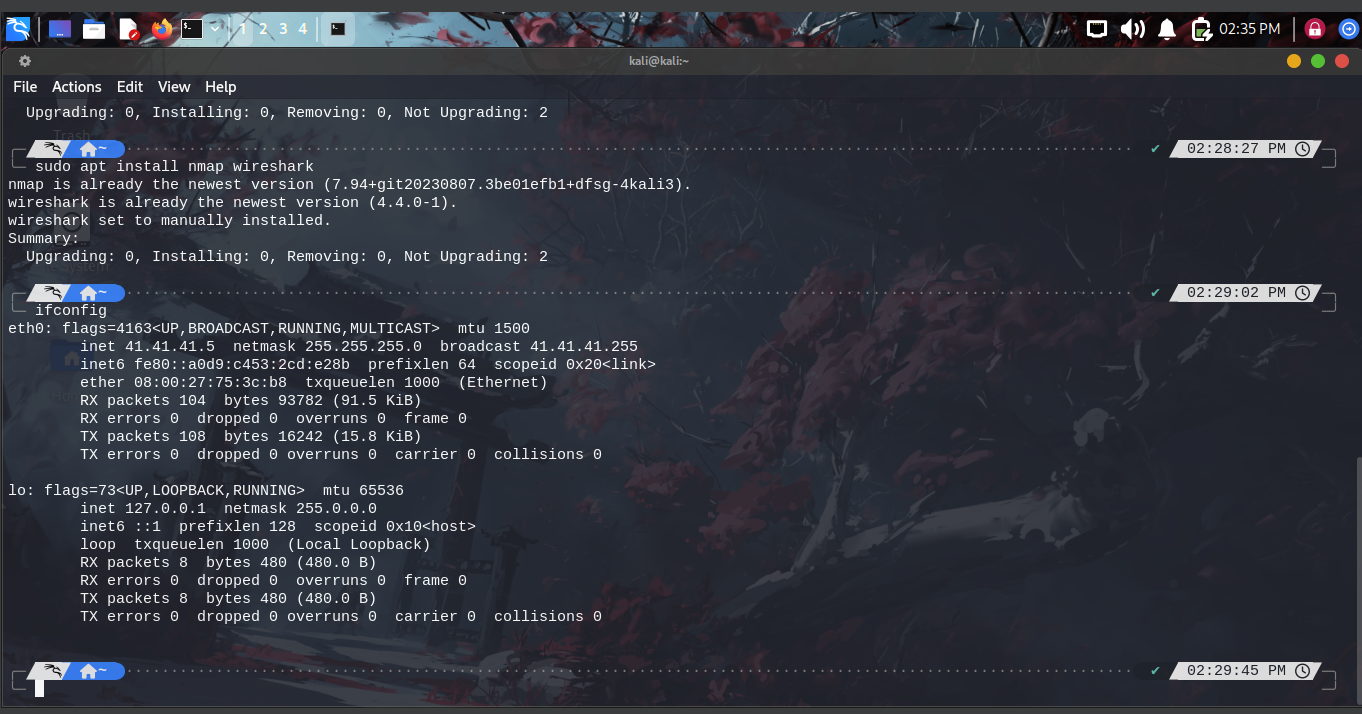 1 2 3 4
02:35 PM
kali@kali:~
File Actions Edit View Help
Upgrading: 0, Installing: 0, Removing: 0, Not Upgrading: 2
Trash
~ ✔ 02:28:27 PM
sudo apt install nmap wireshark
nmap is already the newest version (7.94+git20230807.3be01efb1+dfsg-4kali3).
wireshark is already the newest version (4.4.0-1).
wireshark set to manually installed.
Summary:
Upgrading: 0, Installing: 0, Removing: 0, Not Upgrading: 2
System
~ ✔ 02:29:02 PM
ifconfig
eth0: flags=4163<UP,BROADCAST,RUNNING,MULTICAST>  mtu 1500
inet 41.41.41.5  netmask 255.255.255.0  broadcast 41.41.41.255
inet6 fe80::a0d9:c453:2cd:e28b  prefixlen 64  scopeid 0x20<link>
ether 08:00:27:75:3c:b8  txqueuelen 1000  (Ethernet)
RX packets 104  bytes 93782 (91.5 KiB)
RX errors 0  dropped 0  overruns 0  frame 0
TX packets 108  bytes 16242 (15.8 KiB)
TX errors 0  dropped 0 overruns 0  carrier 0  collisions 0
lo: flags=73<UP,LOOPBACK,RUNNING>  mtu 65536
inet 127.0.0.1  netmask 255.0.0.0
inet6 ::1  prefixlen 128  scopeid 0x10<host>
loop  txqueuelen 1000  (Local Loopback)
RX packets 8  bytes 480 (480.0 B)
RX errors 0  dropped 0  overruns 0  frame 0
TX packets 8  bytes 480 (480.0 B)
TX errors 0  dropped 0 overruns 0  carrier 0  collisions 0
~ ✔ 02:29:45 PM